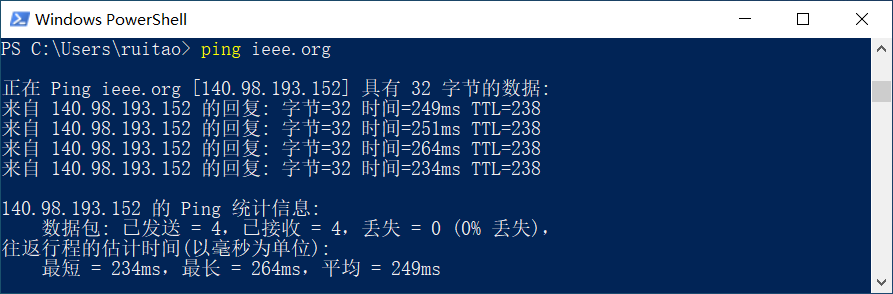 Windows PowerShell
PS C:\Users\ruitao> ping ieee.org
正在 Ping ieee.org [140.98.193.152] 具有 32 字节的数据:
来自 140.98.193.152 的回复: 字节=32 时间=249ms TTL=238
来自 140.98.193.152 的回复: 字节=32 时间=251ms TTL=238
来自 140.98.193.152 的回复: 字节=32 时间=264ms TTL=238
来自 140.98.193.152 的回复: 字节=32 时间=234ms TTL=238
140.98.193.152 的 Ping 统计信息:
数据包: 已发送 = 4，已接收 = 4，丢失 = 0 (0% 丢失)，
往返行程的估计时间(以毫秒为单位):
最短 = 234ms，最长 = 264ms，平均 = 249ms